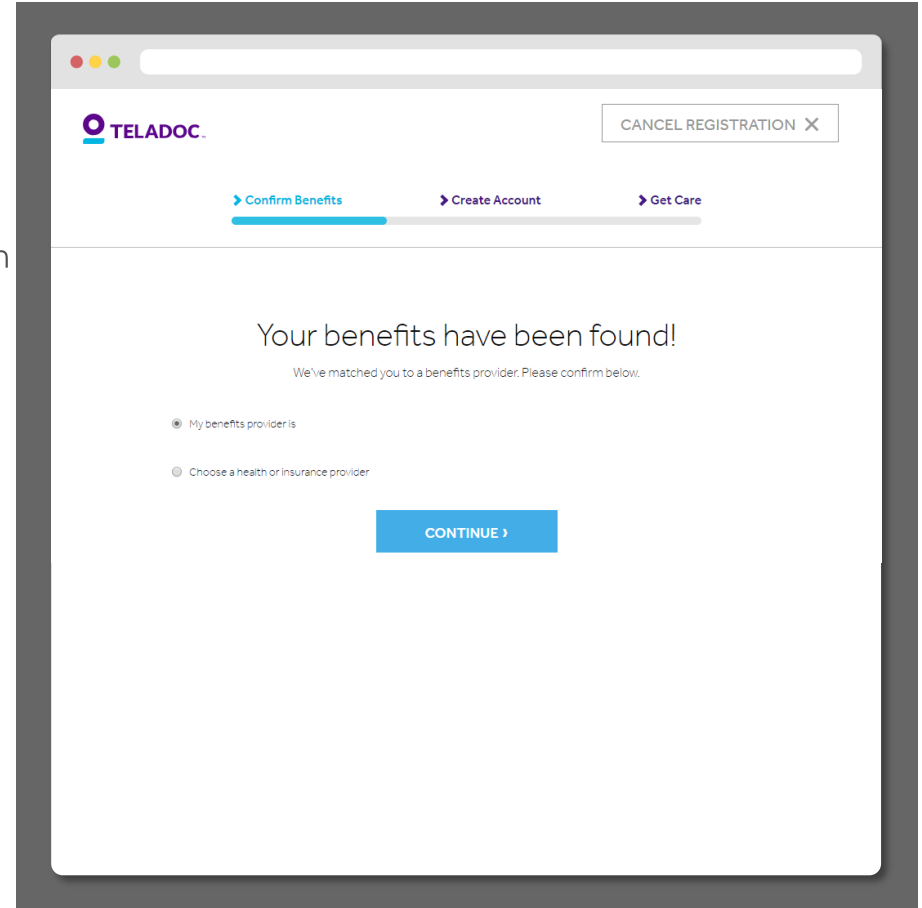 TELADOC
CANCEL REGISTRATION X
Confirm Benefits
Create Account
Get Care
n
Your benefits have been found!
We've matched you to a benefits provider. Please confirm below.
My benefits provider is
Choose a health or insurance provider
CONTINUE